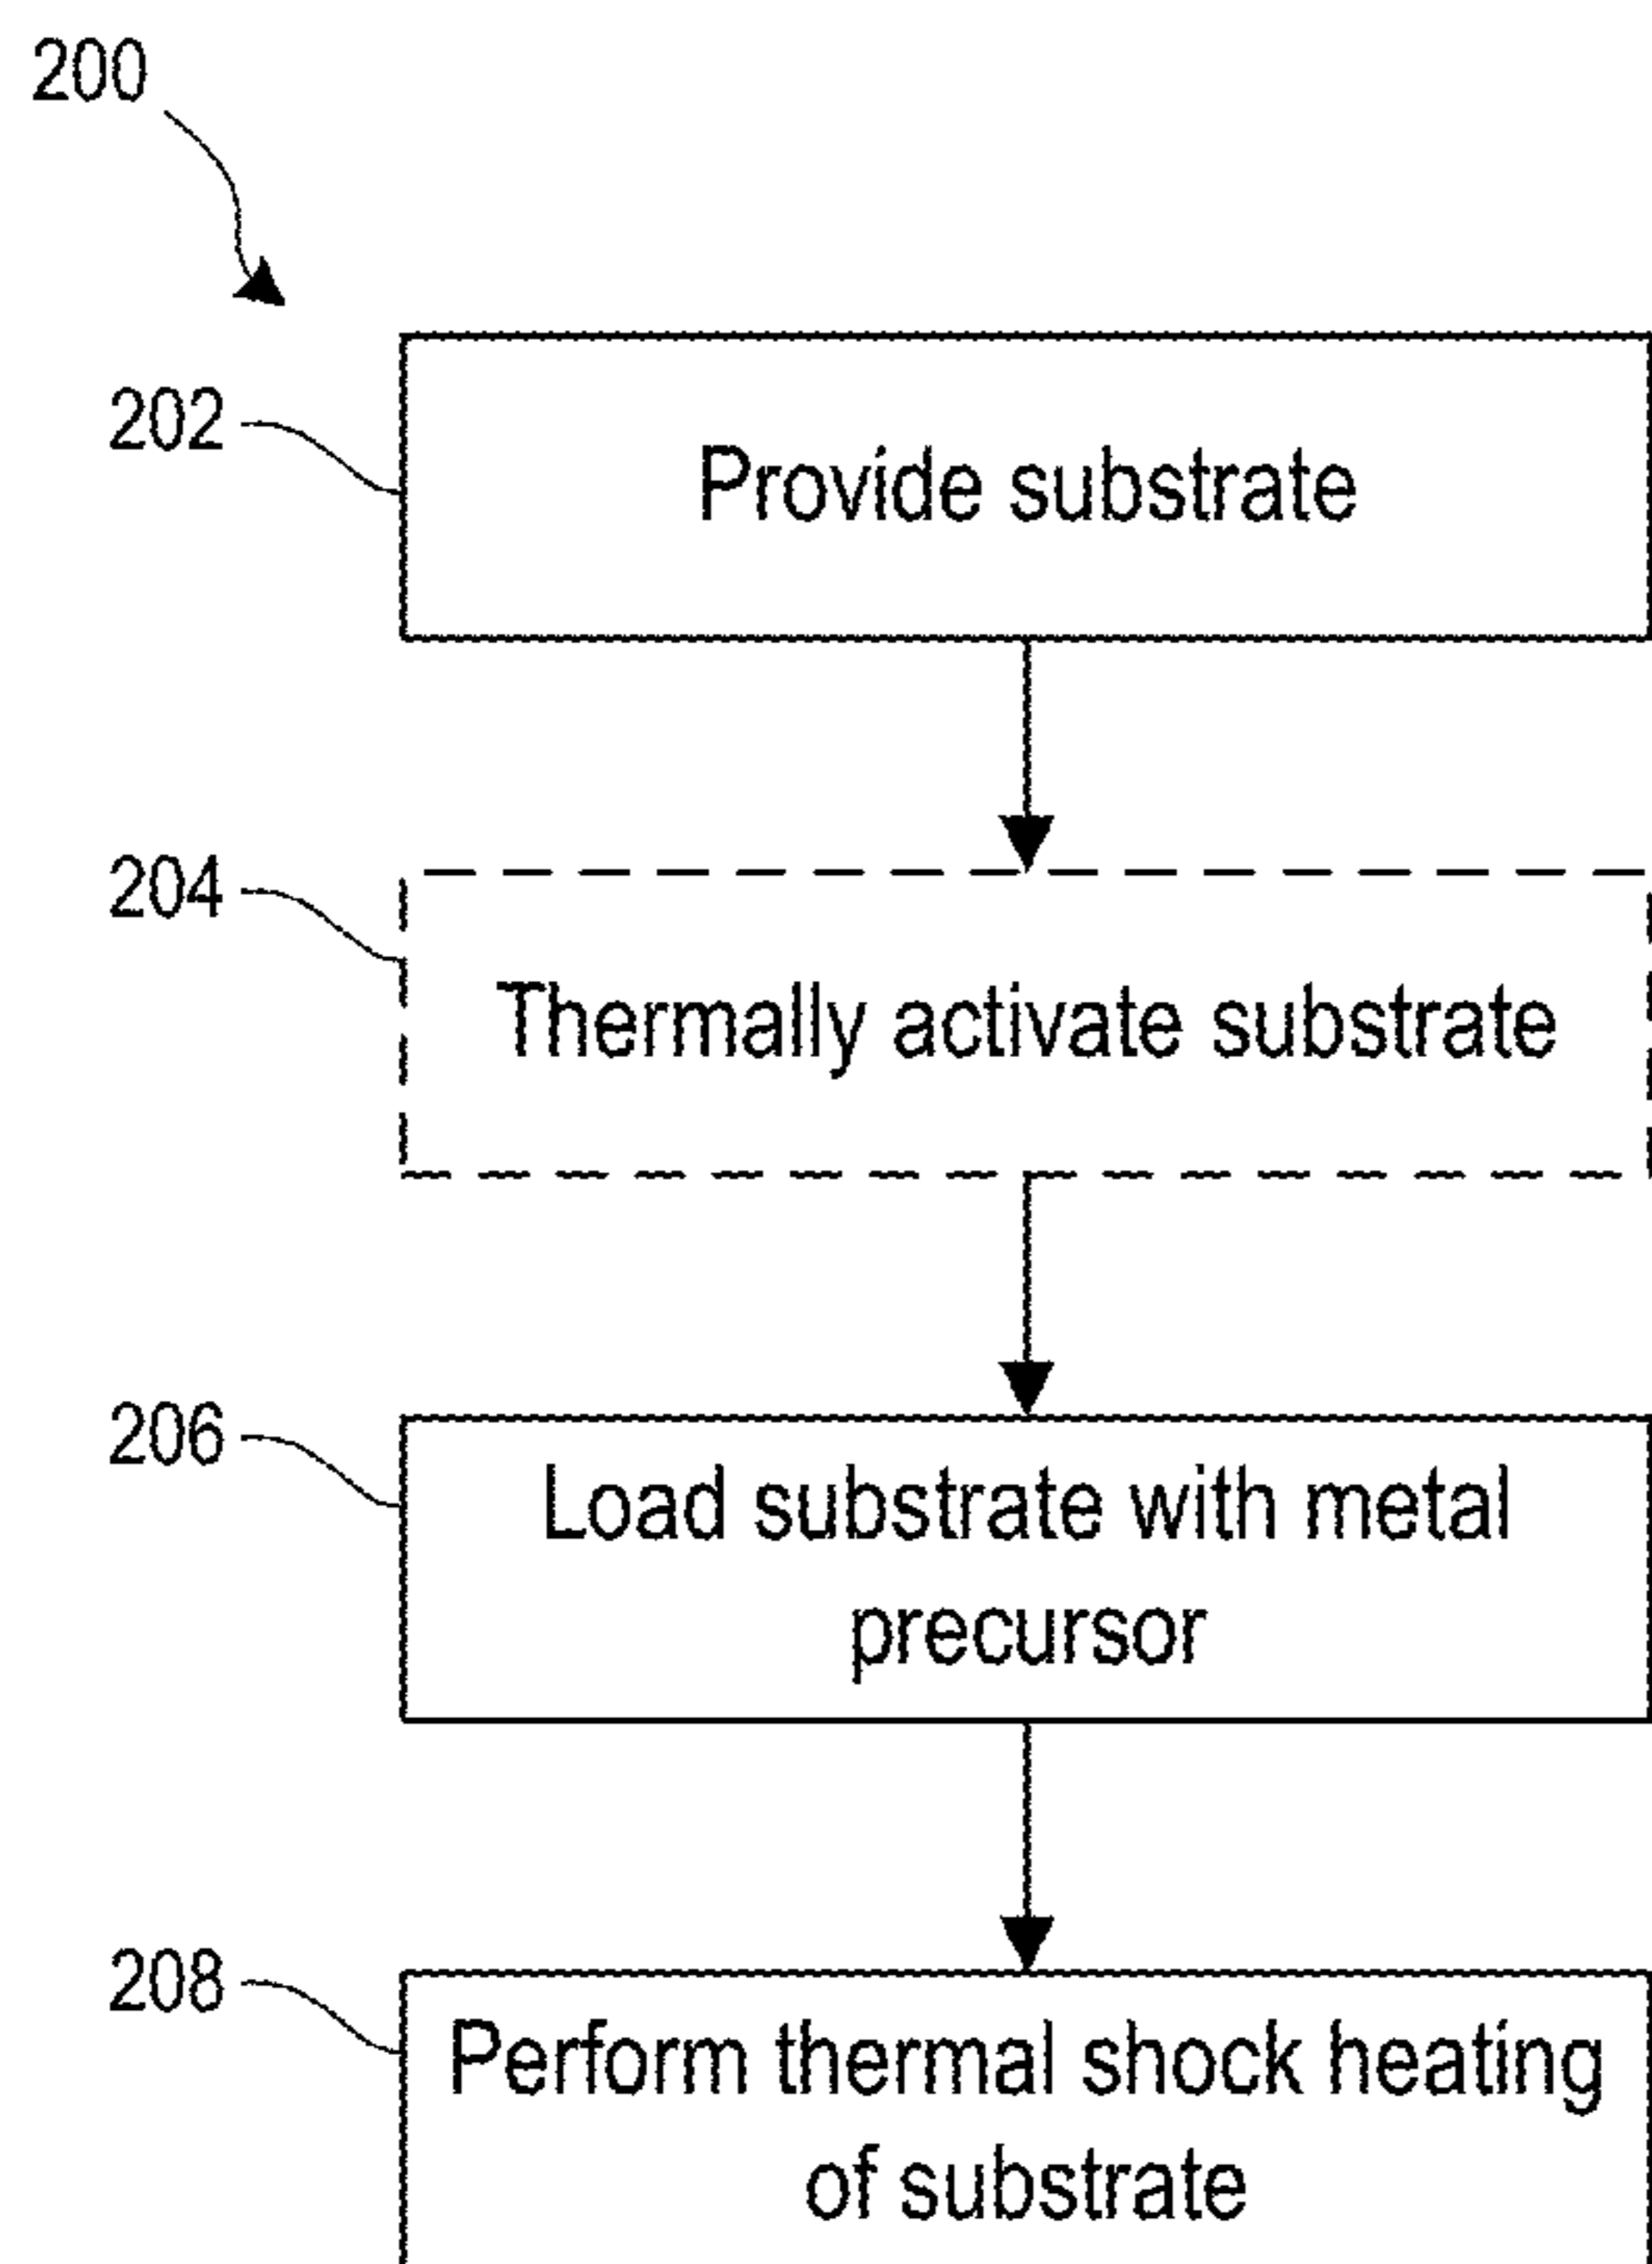 200
202
Provide substrate
204
Thermally activate substrate
206
Load substrate with metal
precursor
208
Perform thermal shock heating
of substrate